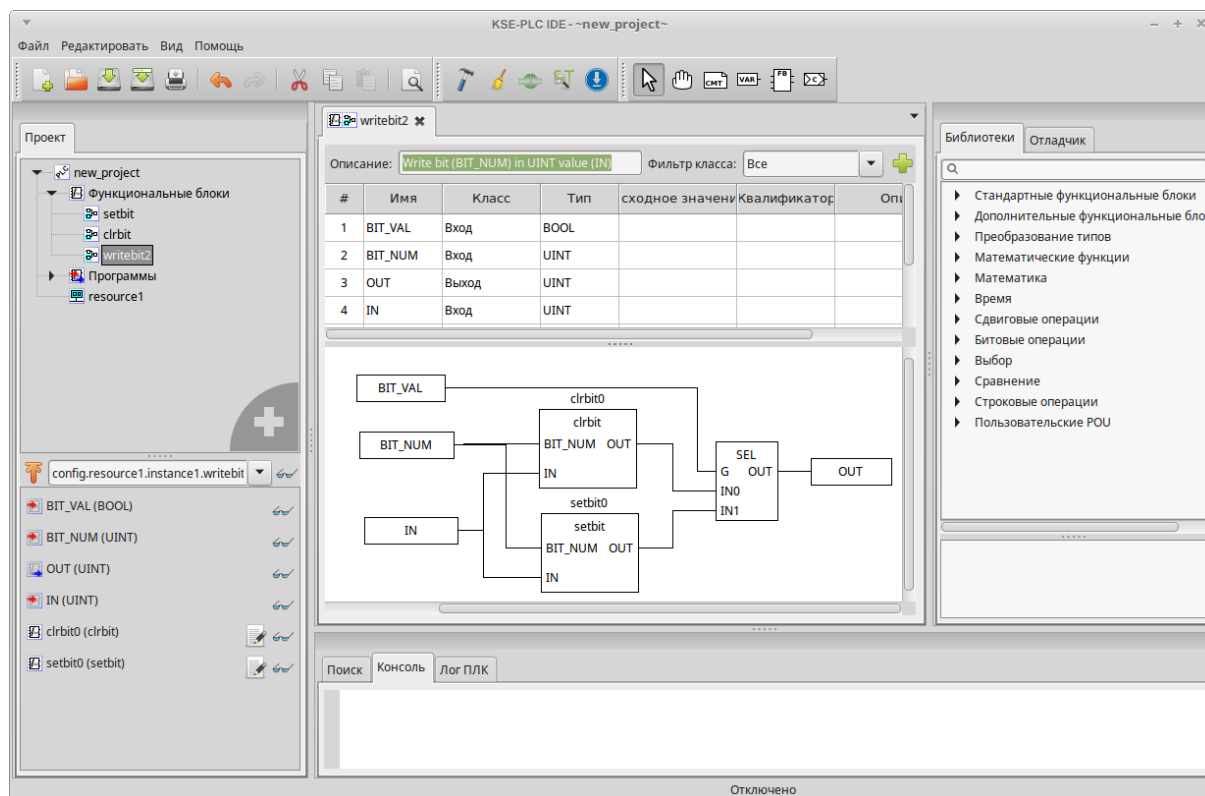 KSE-PLC IDE - ~new_project~
Файл Редактировать Вид Помощь
CMT VAR FB >C>
Проект
new_project
Функциональные блоки
setbit
clrbit
writebit2
Программы
resource1
config.resource1.instance1.writebit
BIT_VAL (BOOL)
BIT_NUM (UINT)
OUT (UINT)
IN (UINT)
clrbit0 (clrbit)
setbit0 (setbit)
writebit2
Описание: Write bit (BIT_NUM) in UINT value (IN) Фильтр класса: Все
# Имя Класс Тип сходное значени Квалификатор Опи
1 BIT_VAL Вход BOOL
2 BIT_NUM Вход UINT
3 OUT Выход UINT
4 IN Вход UINT
BIT_VAL
clrbit0
clrbit
BIT_NUM
BIT_NUM OUT
IN
SEL
G OUT
OUT
IN0
IN1
setbit0
setbit
IN
BIT_NUM OUT
IN
Библиотеки Отладчик
Стандартные функциональные блоки
Дополнительные функциональные бло
Преобразование типов
Математические функции
Математика
Время
Сдвиговые операции
Битовые операции
Выбор
Сравнение
Строковые операции
Пользовательские POU
Поиск Консоль Лог ПЛК
Отключено